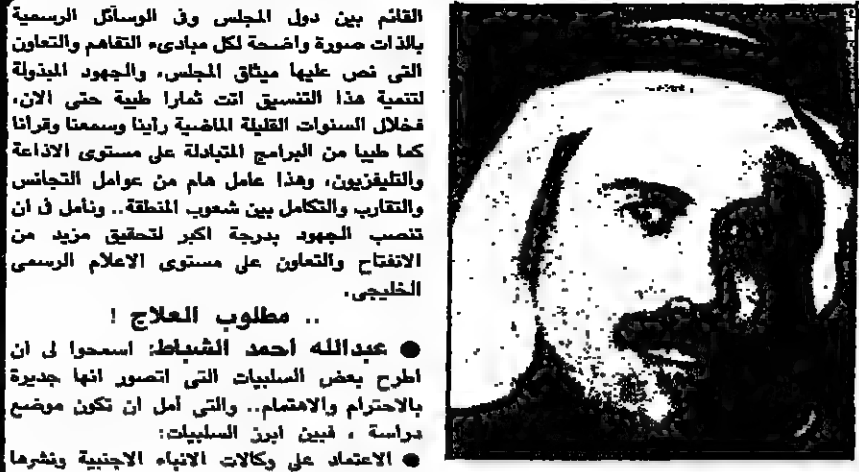 القائم بين دول المجلس وفى الوسائل الرسمية
بالذات صورة واضحة لكل مبادىء التفاهم والتعاون
التى نص عليها ميثاق المجلس، والجهود المبذولة
لتنمية هذا التنسيق اتت ثمارا طيبة حتى الان،
فخلال السنوات القليلة الماضية رأينا وسمعنا وقرأنا
كما طيبا من البرامج المتبادلة على مستوى الاذاعة
والتليفزيون، وهذا عامل هام من عوامل التجانس
والتقارب والتكامل بين شعوب المنطقة.. ونأمل فى ان
تنصب الجهود بدرجة اكبر لتحقيق مزيد من
الانفتاح والتعاون على مستوى الاعلام الرسمى
الخليجى.
.. مطلوب العلاج !
● عبدالله احمد الشباط: اسمحوا لى ان
اطرح بعض السلبيات التى اتصور انها جديرة
بالاحترام والاهتمام.. والتى أمل ان تكون موضع
دراسة ، فبين ابرز السلبيات:
● الاعتماد على وكالات الانباء الاجنبية ونشرها